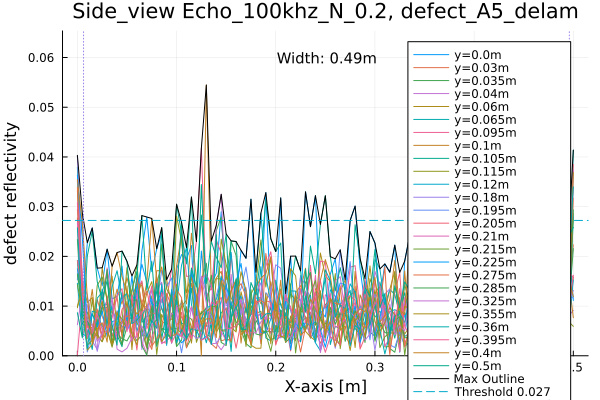 Side_view Echo_100khz_N_0.2, defect_A5_delam
Width: 0.49m
defect reflectivity
0.06
0.05
0.04
0.03
0.02
0.01
0.00
0.0
0.1
0.2
0.3
.5
X-axis [m]
y=0.0m
y=0.03m
y=0.035m
y=0.04m
y=0.06m
y=0.065m
y=0.095m
y=0.1m
y=0.105m
y=0.115m
y=0.12m
y=0.18m
y=0.195m
y=0.205m
y=0.21m
y=0.215m
y=0.225m
y=0.275m
y=0.285m
y=0.325m
y=0.355m
y=0.36m
y=0.395m
y=0.4m
y=0.5m
Max Outline
Threshold 0.027